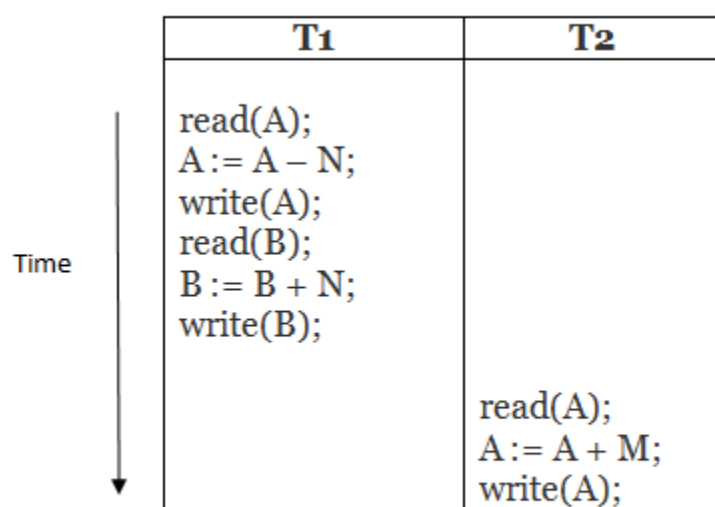 T1 T2
read(A);
A := A – N;
write(A);
read(B);
Time
B := B + N;
write(B);
read(A);
A := A + M;
write(A);